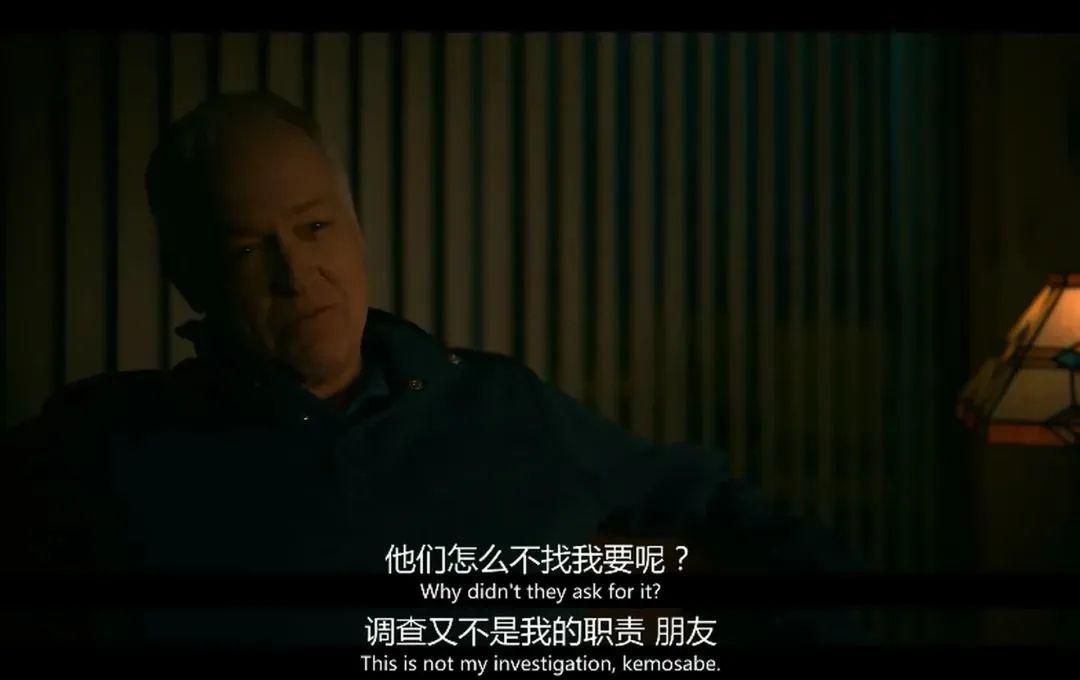 他们怎么不找我要呢？
Why didn't they ask for it?
调查又不是我的职责 朋友
This is not my investigation, kemosabe.